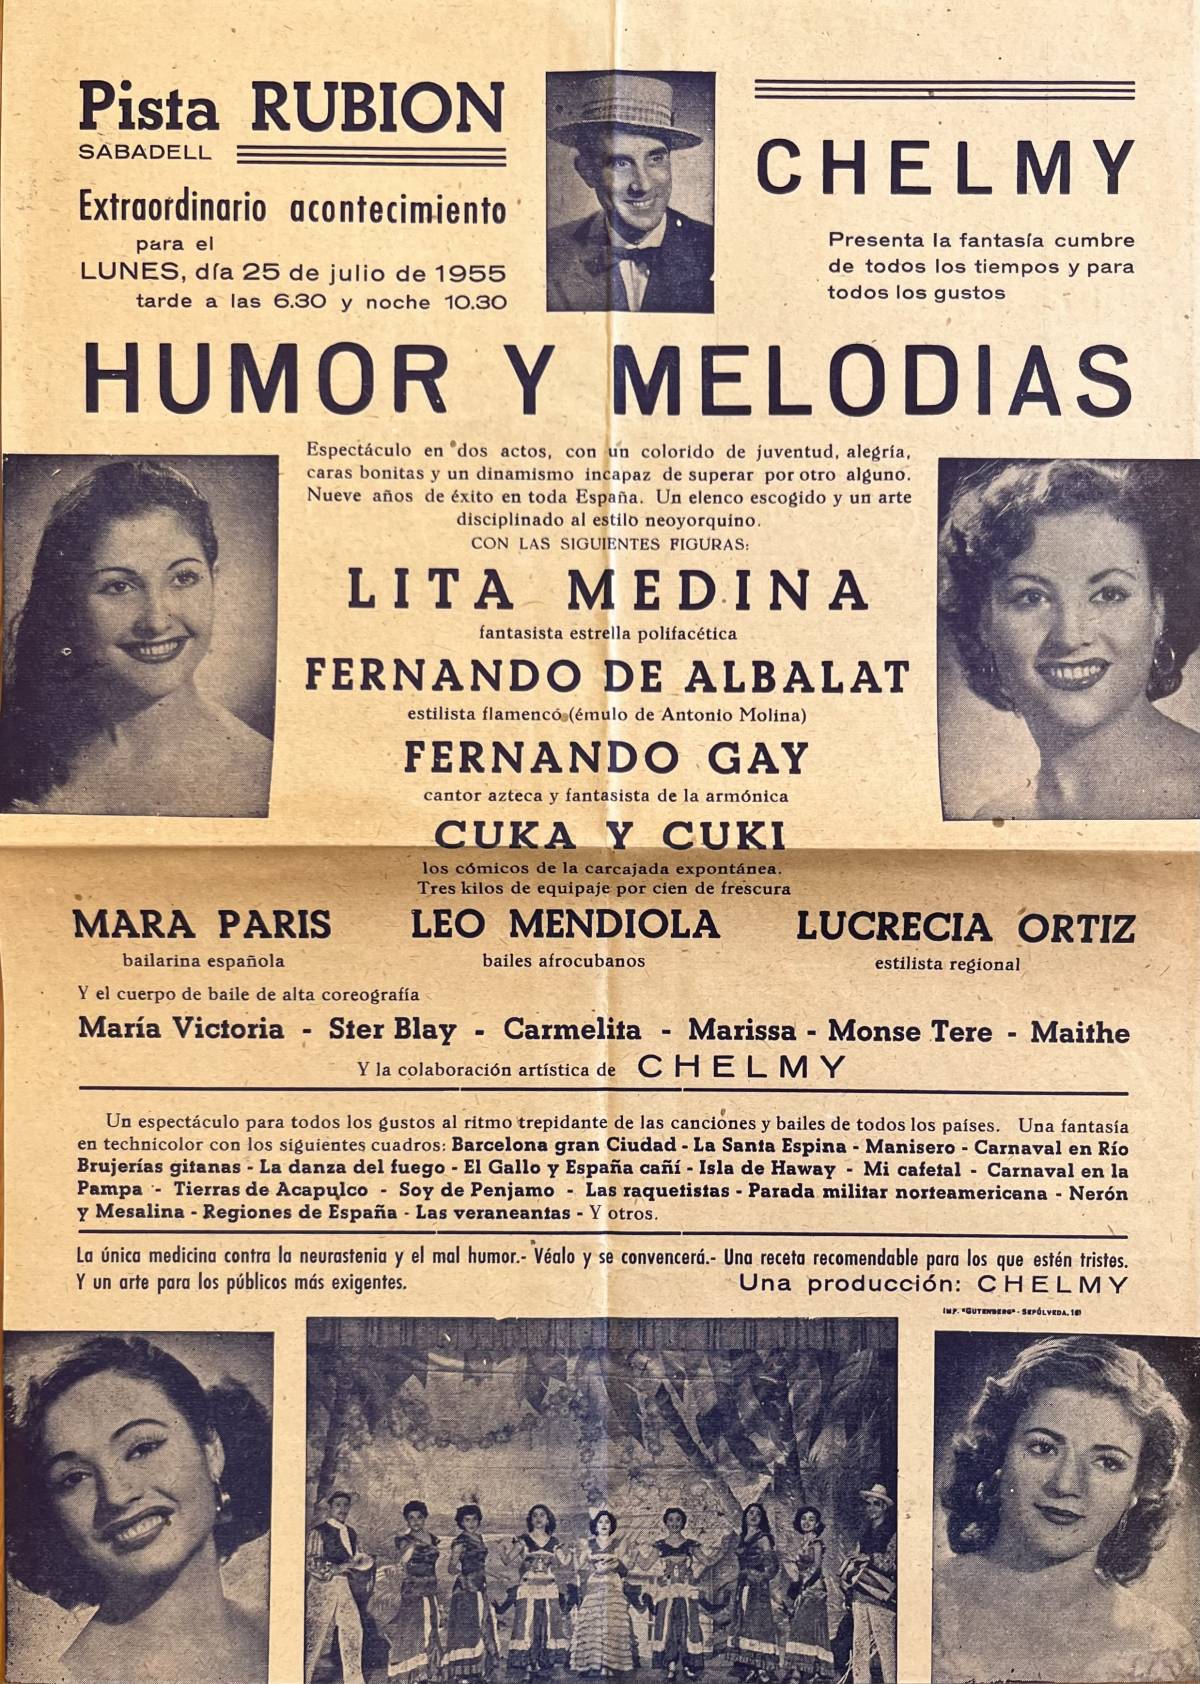 Pista RUBION
SABADELL
Extraordinario acontecimiento
para el
LUNES, día 25 de julio de 1955
tarde a las 6.30 y noche 10.30
CHELMY
Presenta la fantasía cumbre
de todos los tiempos y para
todos los gustos
HUMOR Y MELODIAS
Espectáculo en dos actos, con un colorido de juventud, alegría,
caras bonitas y un dinamismo incapaz de superar por otro alguno.
Nueve años de éxito en toda España. Un elenco escogido y un arte
disciplinado al estilo neoyorquino.
CON LAS SIGUIENTES FIGURAS:
LITA MEDINA
fantasista estrella polifacética
FERNANDO DE ALBALAT
estilista flamenco (émulo de Antonio Molina)
FERNANDO GAY
cantor azteca y fantasista de la armónica
CUKA Y CUKI
los cómicos de la carcajada expontánea.
Tres kilos de equipaje por cien de frescura
MARA PARIS
bailarina española
LEO MENDIOLA
bailes afrocubanos
LUCRECIA ORTIZ
estilista regional
Y el cuerpo de baile de alta coreografía
María Victoria - Ster Blay - Carmelita - Marissa - Monse Tere - Maithe
Y la colaboración artística de CHELMY
Un espectáculo para todos los gustos al ritmo trepidante de las canciones y bailes de todos los países. Una fantasía
en technicolor con los siguientes cuadros: Barcelona gran Ciudad - La Santa Espina - Manisero - Carnaval en Río
Brujerías gitanas - La danza del fuego - El Gallo y España cañí - Isla de Haway - Mi cafetal - Carnaval en la
Pampa - Tierras de Acapulco - Soy de Penjamo - Las raquetistas - Parada militar norteamericana - Nerón
y Mesalina - Regiones de España - Las veraneantas - Y otros.
La única medicina contra la neurastenia y el mal humor.- Véalo y se convencerá.- Una receta recomendable para los que estén tristes.
Y un arte para los públicos más exigentes.
Una producción: CHELMY
IMP. "GUTENBERG" - SEPÚLVEDA, 161